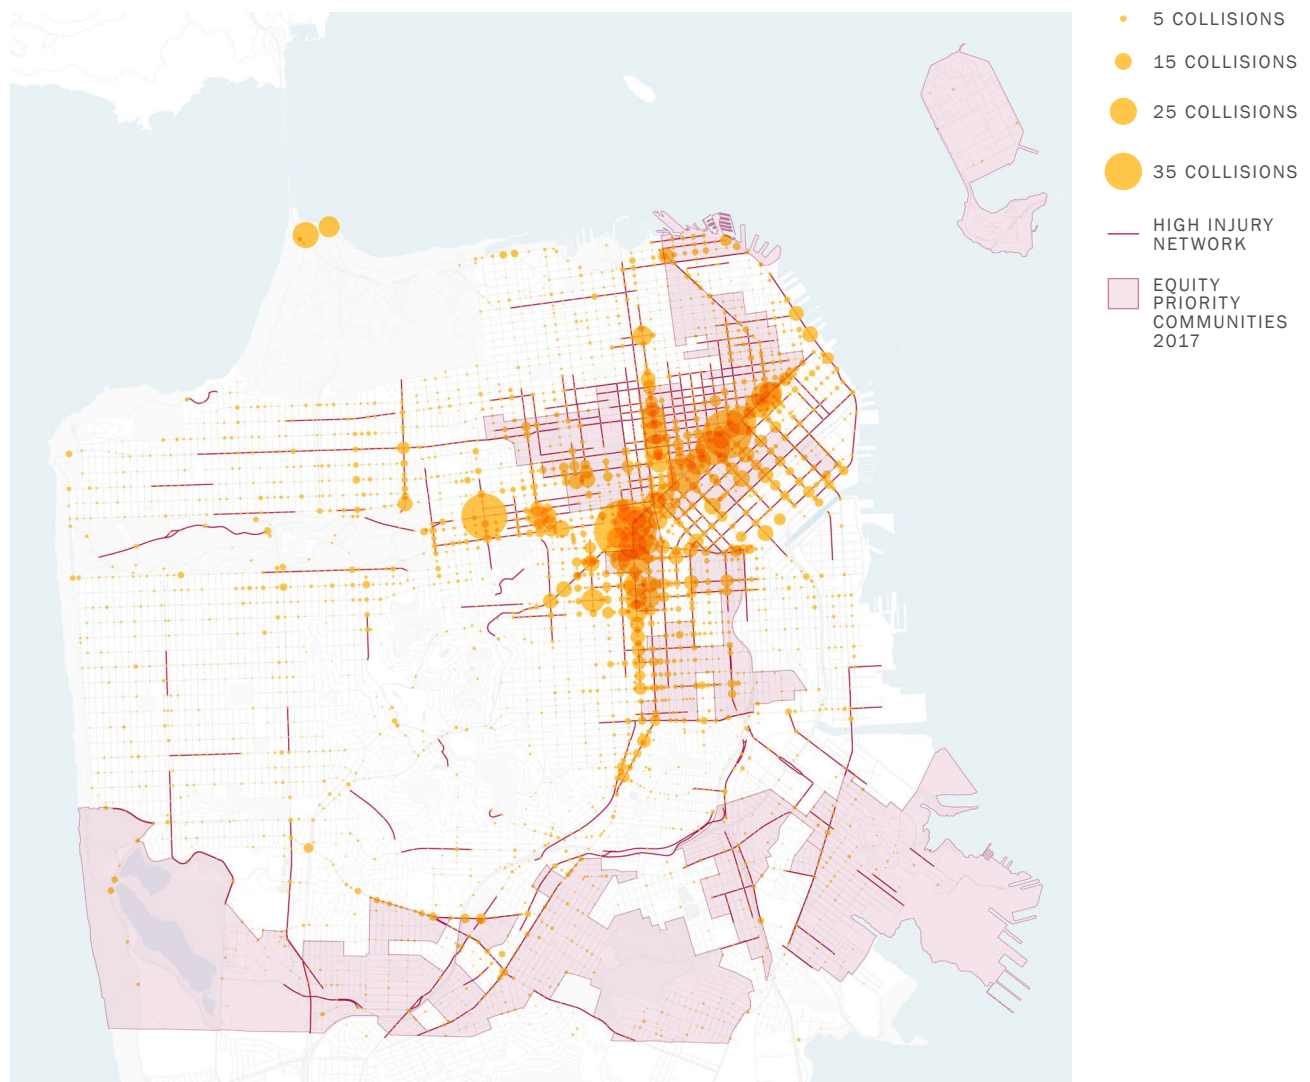 5 COLLISIONS
15 COLLISIONS
25 COLLISIONS
35 COLLISIONS
HIGH INJURY
NETWORK
EQUITY
PRIORITY
COMMUNITIES
2017